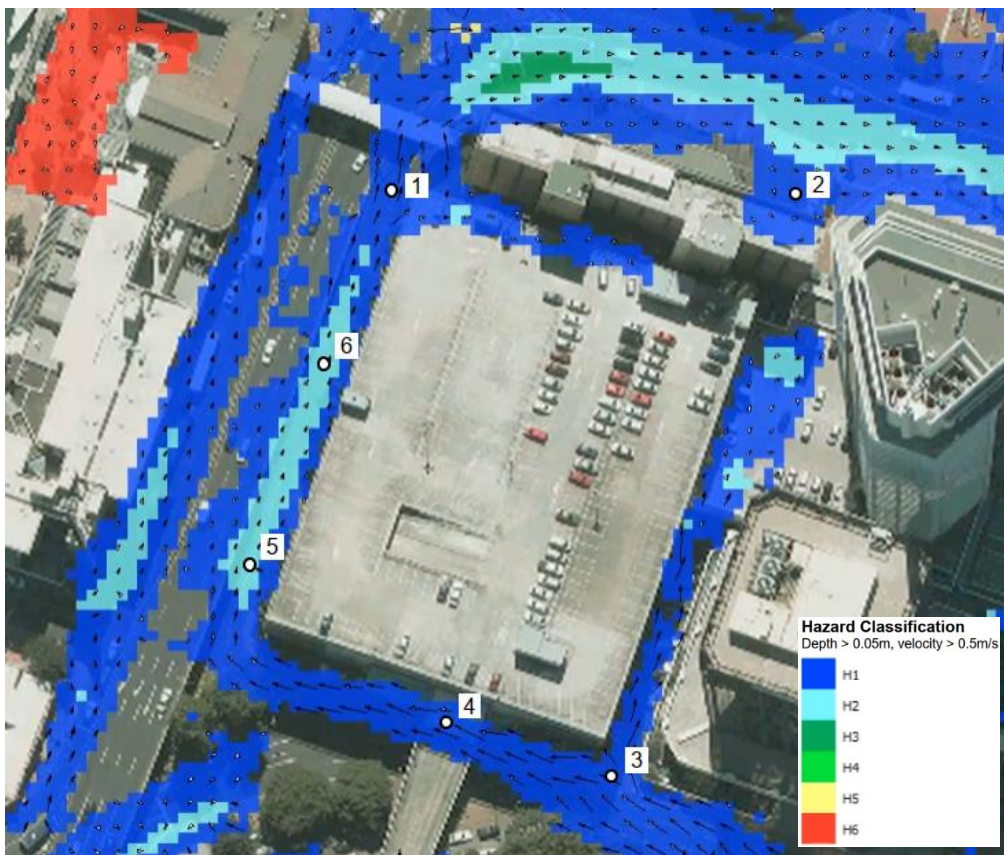 1
2
6
5
4
3
Hazard Classification
Depth > 0.05m, velocity > 0.5m/s
H1
H2
H3
H4
H5
H6